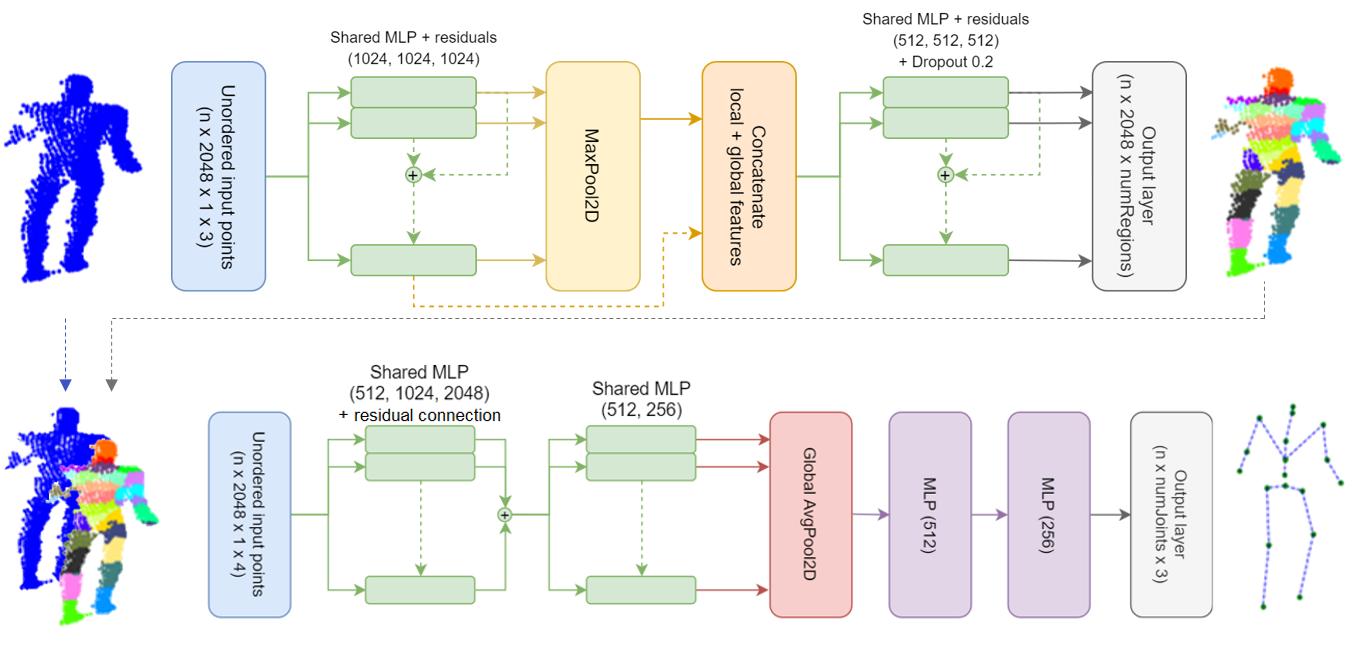 Shared MLP + residuals
(1024, 1024, 1024)
Shared MLP + residuals
(512, 512, 512)
+ Dropout 0.2
Unordered input points
(n x 2048 x 1 x 3)
+
MaxPool2D
Concatenate
local + global features
+
Output layer
(n x 2048 x numRegions)
Shared MLP
(512, 1024, 2048)
+ residual connection
Shared MLP
(512, 256)
Unordered input points
(n x 2048 x 1 x 4)
+
Global AvgPool2D
MLP (512)
MLP (256)
Output layer
(n x numJoints x 3)